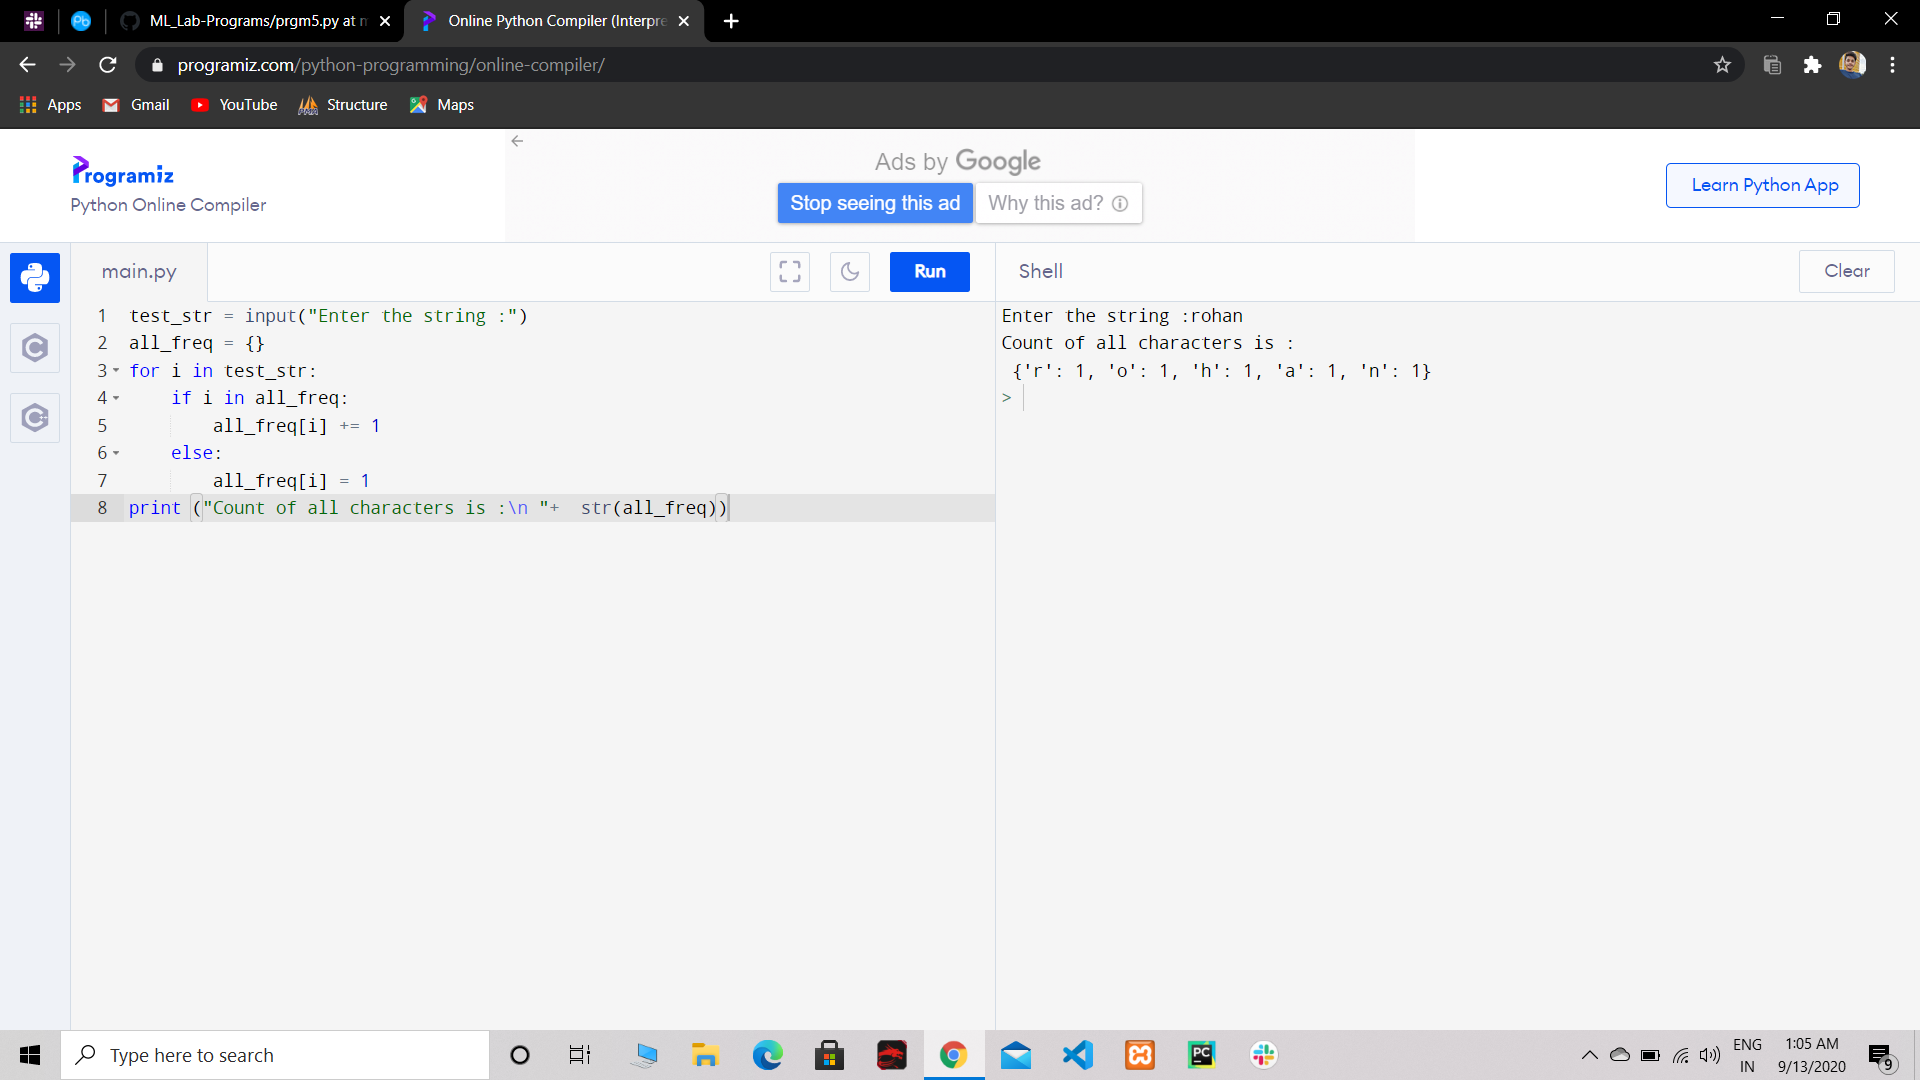 ML_Lab-Programs/prgm5.py at m
Online Python Compiler (Interpre
programiz.com/python-programming/online-compiler/
Apps
Gmail
YouTube
Structure
Maps
Programiz
Python Online Compiler
Ads by Google
Stop seeing this ad
Why this ad?
Learn Python App
main.py
Run
Shell
Clear
1 test_str = input("Enter the string :")
2 all_freq = {}
3 for i in test_str:
4     if i in all_freq:
5         all_freq[i] += 1
6     else:
7         all_freq[i] = 1
8 print ("Count of all characters is :\n "+  str(all_freq))
Enter the string :rohan
Count of all characters is :
 {'r': 1, 'o': 1, 'h': 1, 'a': 1, 'n': 1}
>
Type here to search
ENG
IN
1:05 AM
9/13/2020
9
Pb
C
C++
PMA
PC